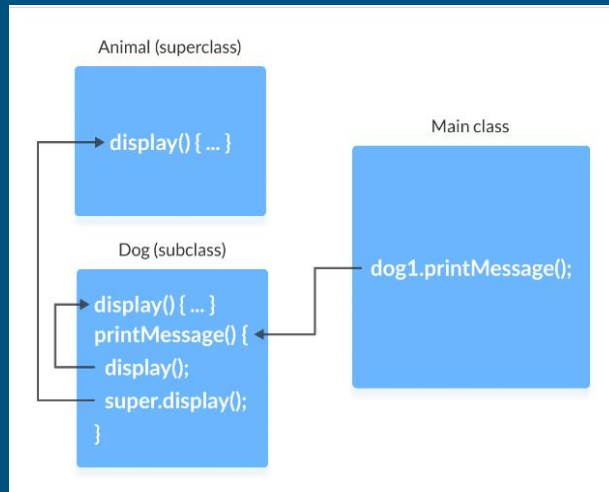 Animal (superclass)
display() { ... }
Dog (subclass)
display() { ... }
printMessage() {
display();
super.display();
}
Main class
dog1.printMessage();